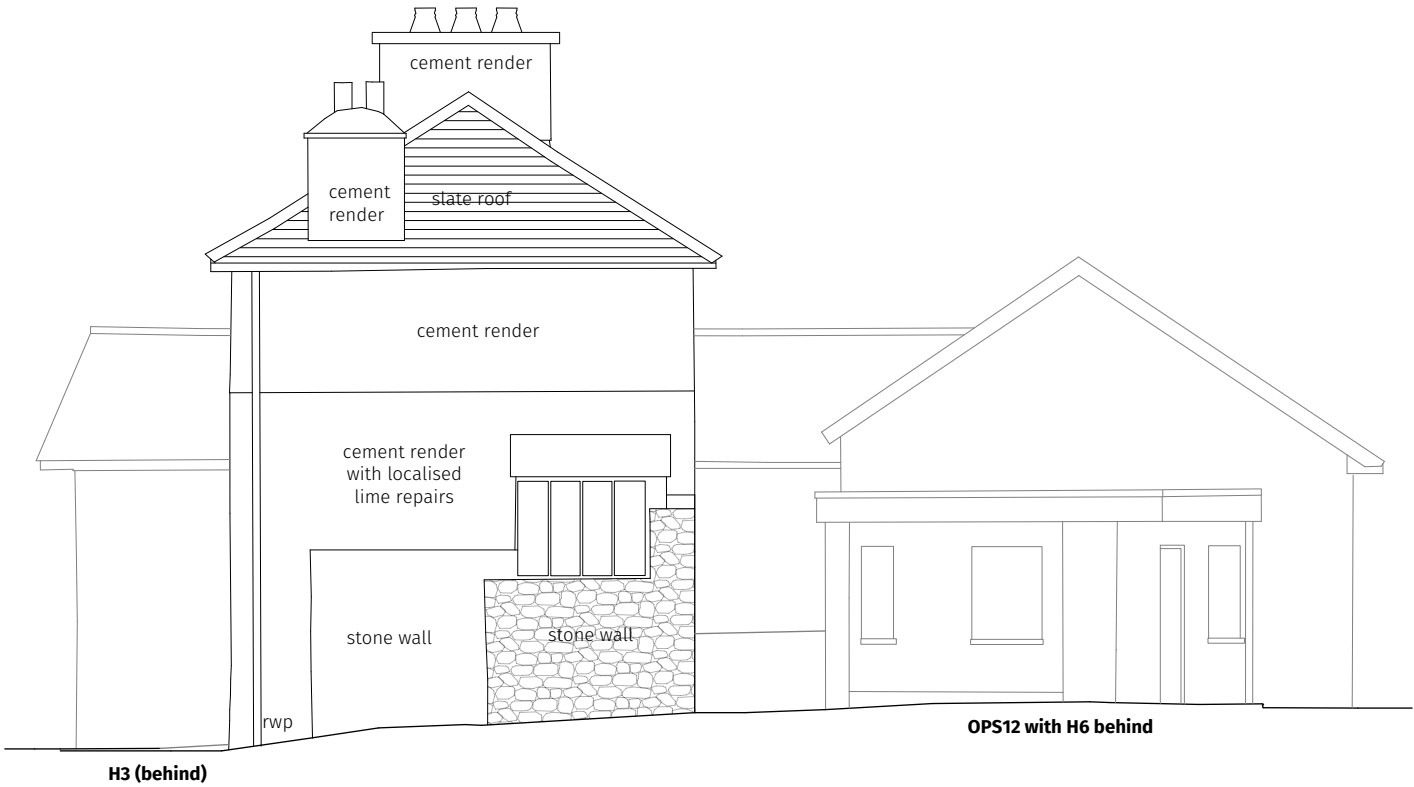 cement render
cement
render
slate roof
cement render
cement render
with localised
lime repairs
stone wall
stone wall
rwp
OPS12 with H6 behind
H3 (behind)